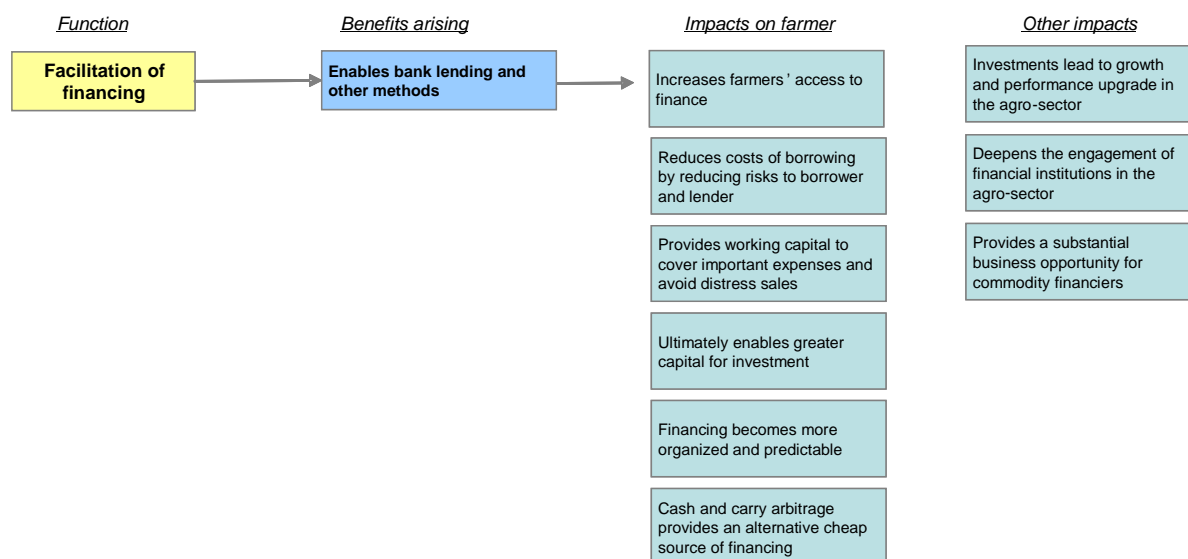 Function
Benefits arising
Impacts on farmer
Other impacts
Facilitation of
financing
Enables bank lending and
other methods
Increases farmers’ access to
finance
Reduces costs of borrowing
by reducing risks to borrower
and lender
Provides working capital to
cover important expenses and
avoid distress sales
Ultimately enables greater
capital for investment
Financing becomes more
organized and predictable
Cash and carry arbitrage
provides an alternative cheap
source of financing
Investments lead to growth
and performance upgrade in
the agro-sector
Deepens the engagement of
financial institutions in the
agro-sector
Provides a substantial
business opportunity for
commodity financiers